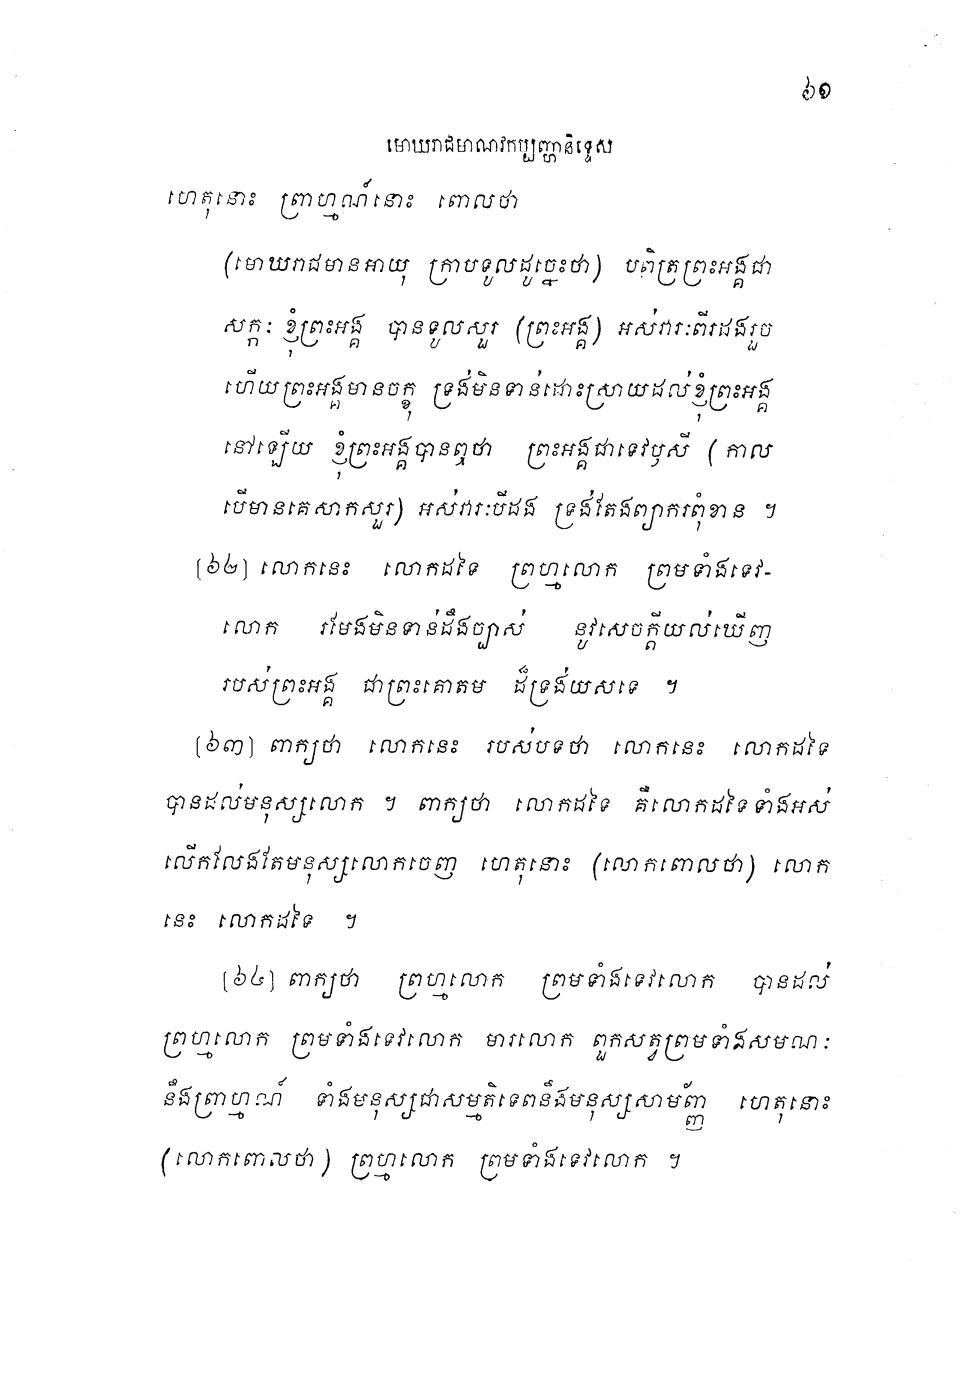 ៦១
មោឃរាជមាណវកប្បញ្ហានិទ្ទេស
ហេតុនោះ ព្រាហ្មណ៍នោះ ពោលថា
(មោឃរាជមានអាយុ ក្រាបទូលដូច្នេះថា) បពិត្រព្រះអង្គជា
សក្កៈ ខ្ញុំព្រះអង្គ បានទូលសួរ (ព្រះអង្គ) អស់វារៈពីរដងរួច
ហើយព្រះអង្គមានចក្ខុ ទ្រង់មិនទាន់ដោះស្រាយដល់ខ្ញុំព្រះអង្គ
នៅឡើយ ខ្ញុំព្រះអង្គបានឮថា ព្រះអង្គជាទេវឫសី (កាល
បើមានគេសាកសួរ) អស់វារៈបីដង ទ្រង់តែងព្យាករពុំខាន ។
[៦២] លោកនេះ លោកដទៃ ព្រហ្មលោក ព្រមទាំងទេវ-
លោក រមែងមិនទាន់ដឹងច្បាស់ នូវសេចក្តីយល់ឃើញ
របស់ព្រះអង្គ ជាព្រះគោតម ដ៏ទ្រង់យសទេ ។
[៦៣] ពាក្យថា លោកនេះ របស់បទថា លោកនេះ លោកដទៃ
បានដល់មនុស្សលោក ។ ពាក្យថា លោកដទៃ គឺលោកដទៃទាំងអស់
លើកលែងតែមនុស្សលោកចេញ ហេតុនោះ (លោកពោលថា) លោក
នេះ លោកដទៃ ។
[៦៤] ពាក្យថា ព្រហ្មលោក ព្រមទាំងទេវលោក បានដល់
ព្រហ្មលោក ព្រមទាំងទេវលោក មារលោក ពួកសត្វព្រមទាំងសមណៈ
នឹងព្រាហ្មណ៍ ទាំងមនុស្សជាសម្មតិទេពនឹងមនុស្សសាមញ្ញ ហេតុនោះ
(លោកពោលថា) ព្រហ្មលោក ព្រមទាំងទេវលោក ។